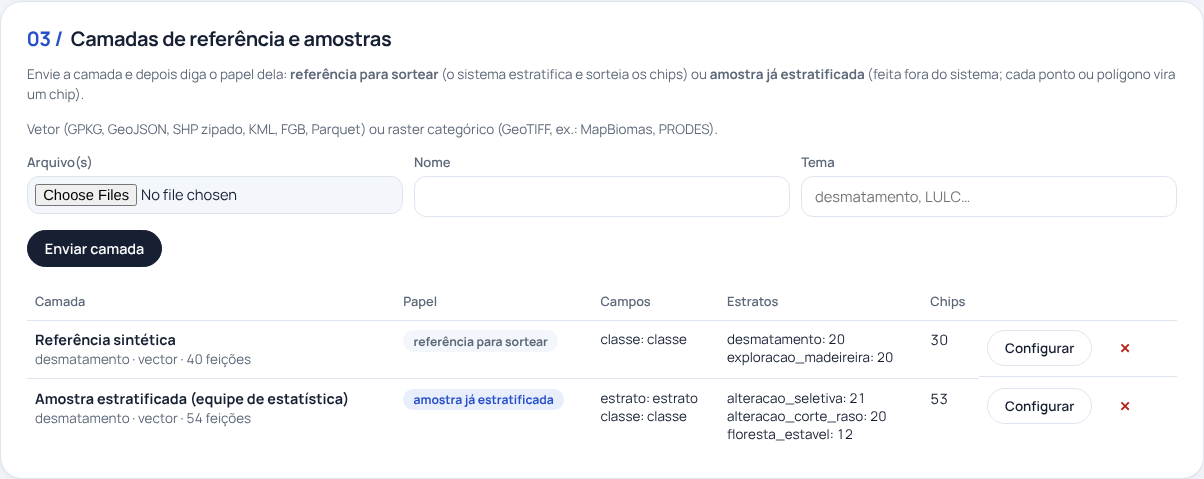 03 / Camadas de referência e amostras
Envie a camada e depois diga o papel dela: referência para sortear (o sistema estratifica e sorteia os chips) ou amostra já estratificada (feita fora do sistema; cada ponto ou polígono vira
um chip).
Vetor (GPKG, GeoJSON, SHP zipado, KML, FGB, Parquet) ou raster categórico (GeoTIFF, ex.: MapBiomas, PRODES).
Arquivo(s) Nome Tema
Choose Files No file chosen desmatamento, LULC...
Enviar camada
Camada Papel Campos Estratos Chips
Referência sintética referência para sortear classe: classe desmatamento: 20 30 Configurar ×
desmatamento · vector · 40 feições exploracao_madeireira: 20
Amostra estratificada (equipe de estatística) amostra já estratificada estrato: estrato alteracao_seletiva: 21 53 Configurar ×
desmatamento · vector · 54 feições classe: classe alteracao_corte_raso: 20
floresta_estavel: 12